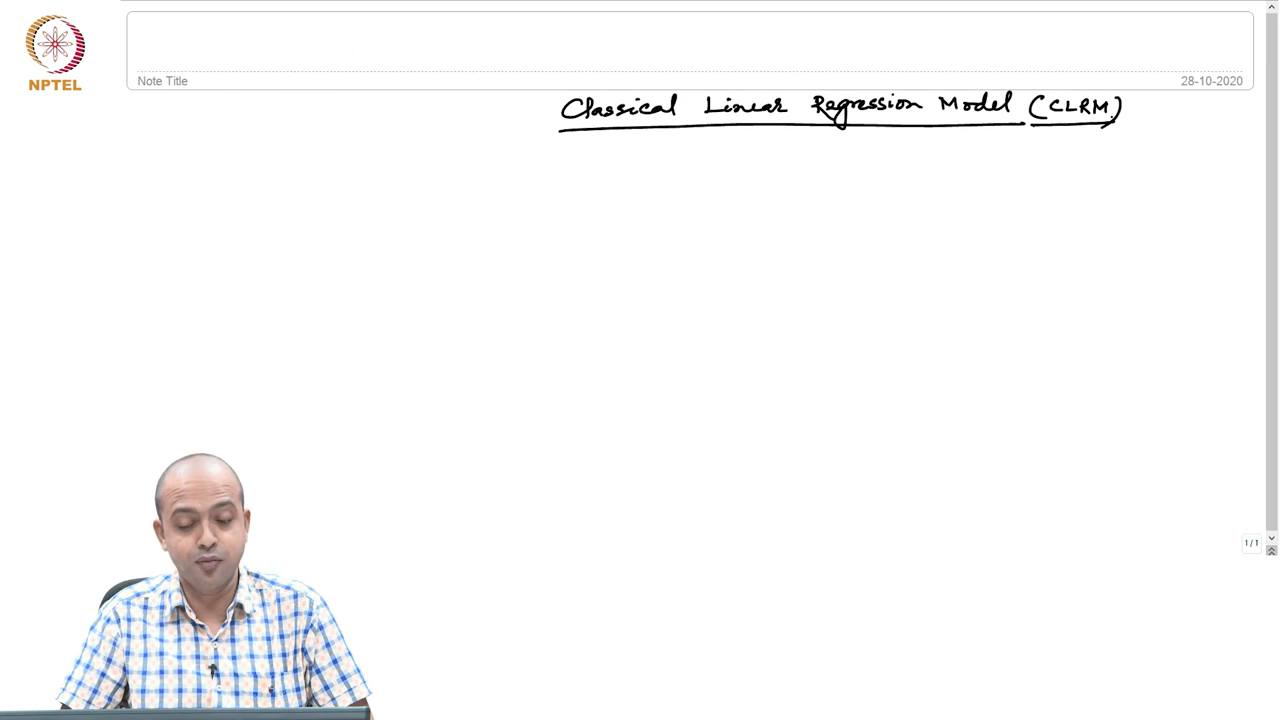 NPTEL
Note Title
28-10-2020
Classical Linear Regression Model (CLRM)
1 / 1